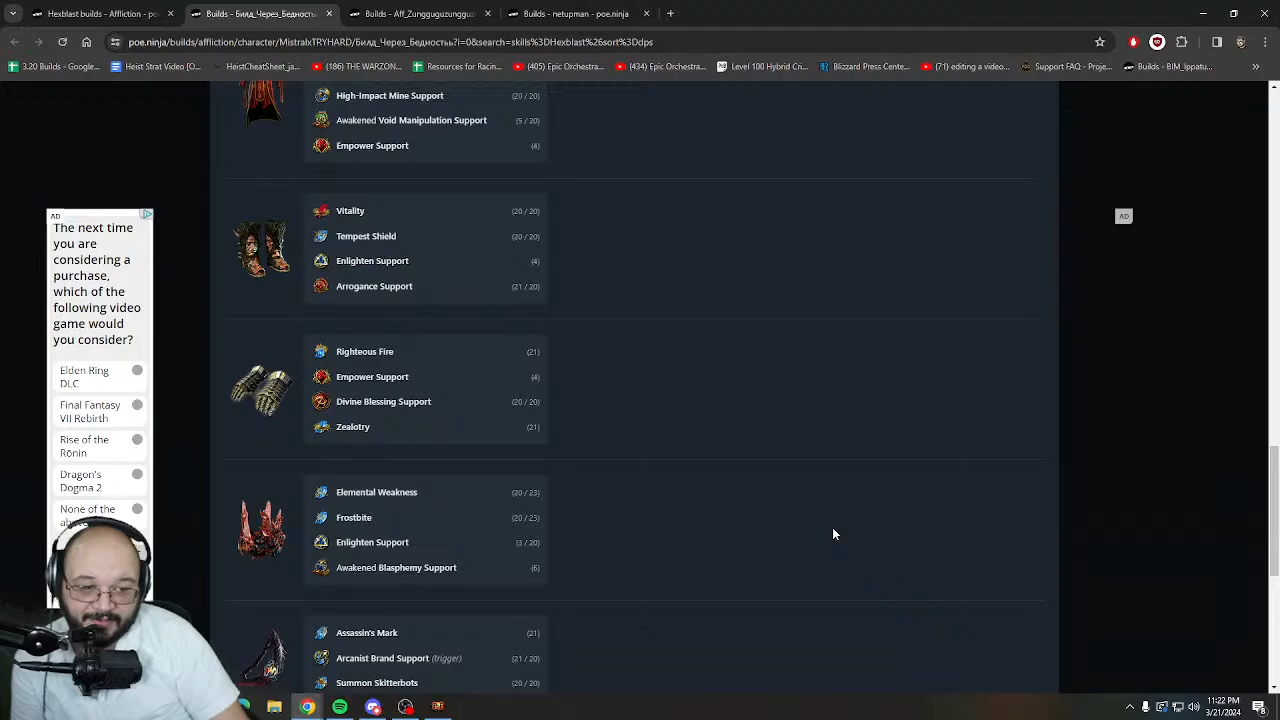 Hexblast - Affliction - po
Builds - Билд_Через_Бедность
Builds - Aff_Zungguguzungguo
Builds - netupman - poe.ninja
poe.ninja/builds/affliction/character/MistralxTRYHARD/Билд_Через_Бедностьъ?i=0&search=skills%3DHexblast%26sort%3Ddps
3.20 Builds - Google...
Heist Strat (Videos) ...
HeistCheatSheet_ja...
(186) THE WARZON...
Resources for Racin...
(405) Epic Orchestra...
(434) Epic Orchestra...
Level 100 Hybrid Cri...
Blizzard Press Cente...
(71) editing a video...
Support FAQ - Proje...
Builds - BIM_Ippatu...
High-Impact Mine Support (20 / 20)
Awakened Void Manipulation Support (5 / 20)
Empower Support (4)
Vitality (20 / 20)
Tempest Shield (20 / 20)
Enlighten Support (4)
Arrogance Support (21 / 20)
Righteous Fire (21)
Empower Support (4)
Divine Blessing Support (20 / 20)
Zealotry (21)
Elemental Weakness (20 / 23)
Frostbite (20 / 23)
Enlighten Support (3 / 20)
Awakened Blasphemy Support (6)
Assassin's Mark (21)
Arcanist Brand Support (trigger) (21 / 20)
Summon Skitterbots (20 / 20)
AD
The next time
you are
considering a
purchase,
which of the
following video
game would
you consider?
Elden Ring
DLC
Final Fantasy
VII Rebirth
Rise of the
Rōnin
Dragon's
Dogma 2
None of the
AD
11:22 PM
3/21/2024